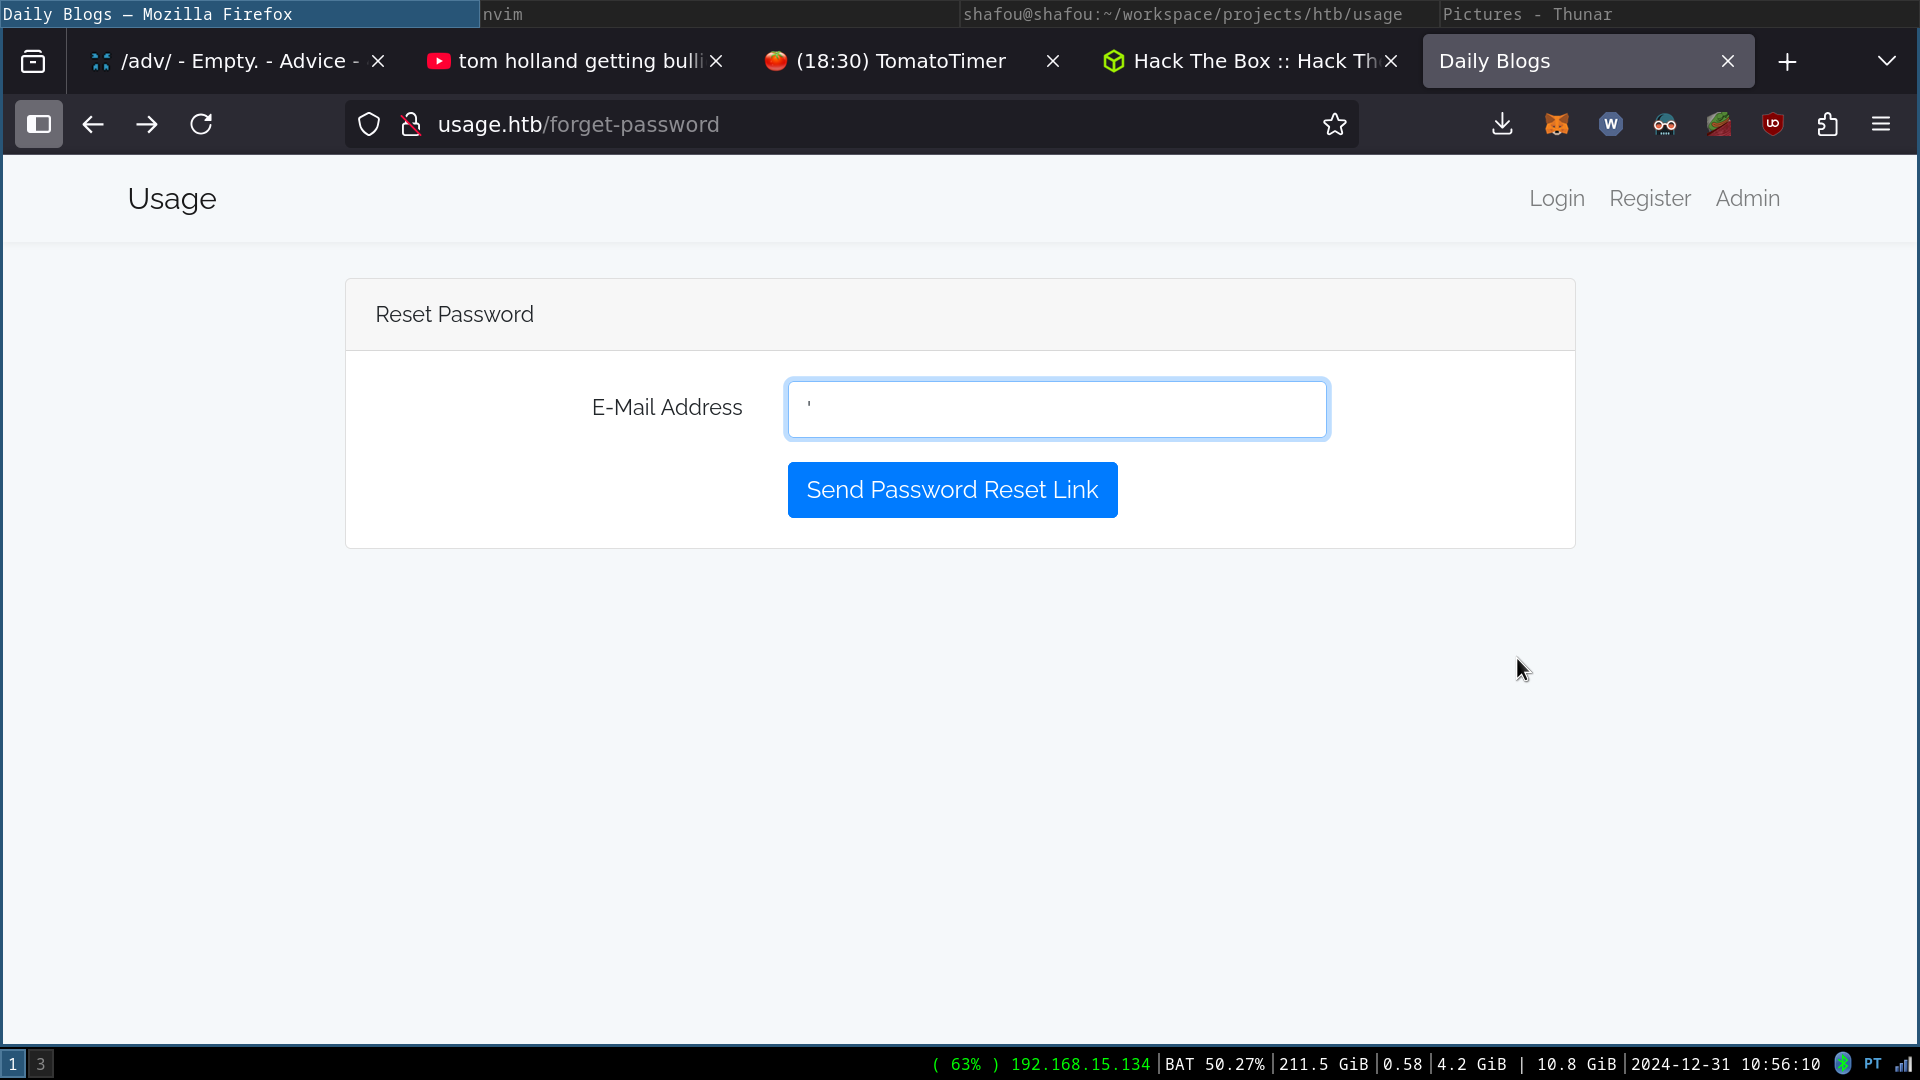 Daily Blogs — Mozilla Firefox nvim shafou@shafou:~/workspace/projects/htb/usage Pictures - Thunar
/adv/ - Empty. - Advice - tom holland getting bulli (18:30) TomatoTimer Hack The Box :: Hack Th Daily Blogs
usage.htb/forget-password
Usage Login Register Admin
Reset Password
E-Mail Address '
Send Password Reset Link
1 3 ( 63% ) 192.168.15.134 | BAT 50.27% | 211.5 GiB | 0.58 | 4.2 GiB | 10.8 GiB | 2024-12-31 10:56:10 PT